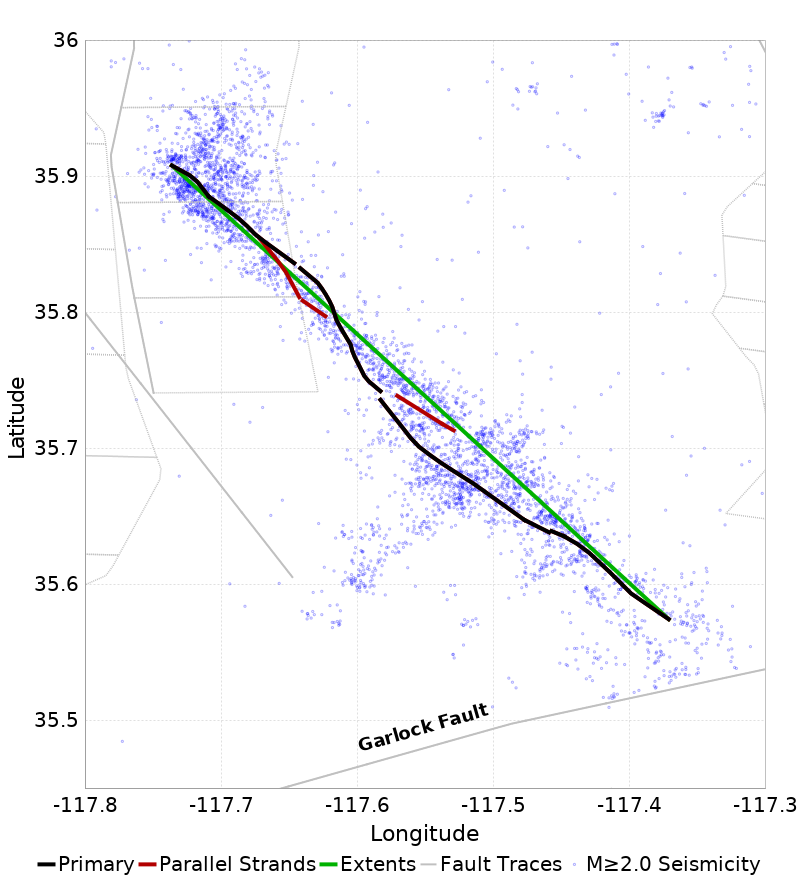 36
35.9
35.8
35.7
35.6
35.5
Latitude
Garlock Fault
-117.8 -117.7 -117.6 -117.5 -117.4 -117.3
Longitude
Primary Parallel Strands Extents Fault Traces M≥2.0 Seismicity